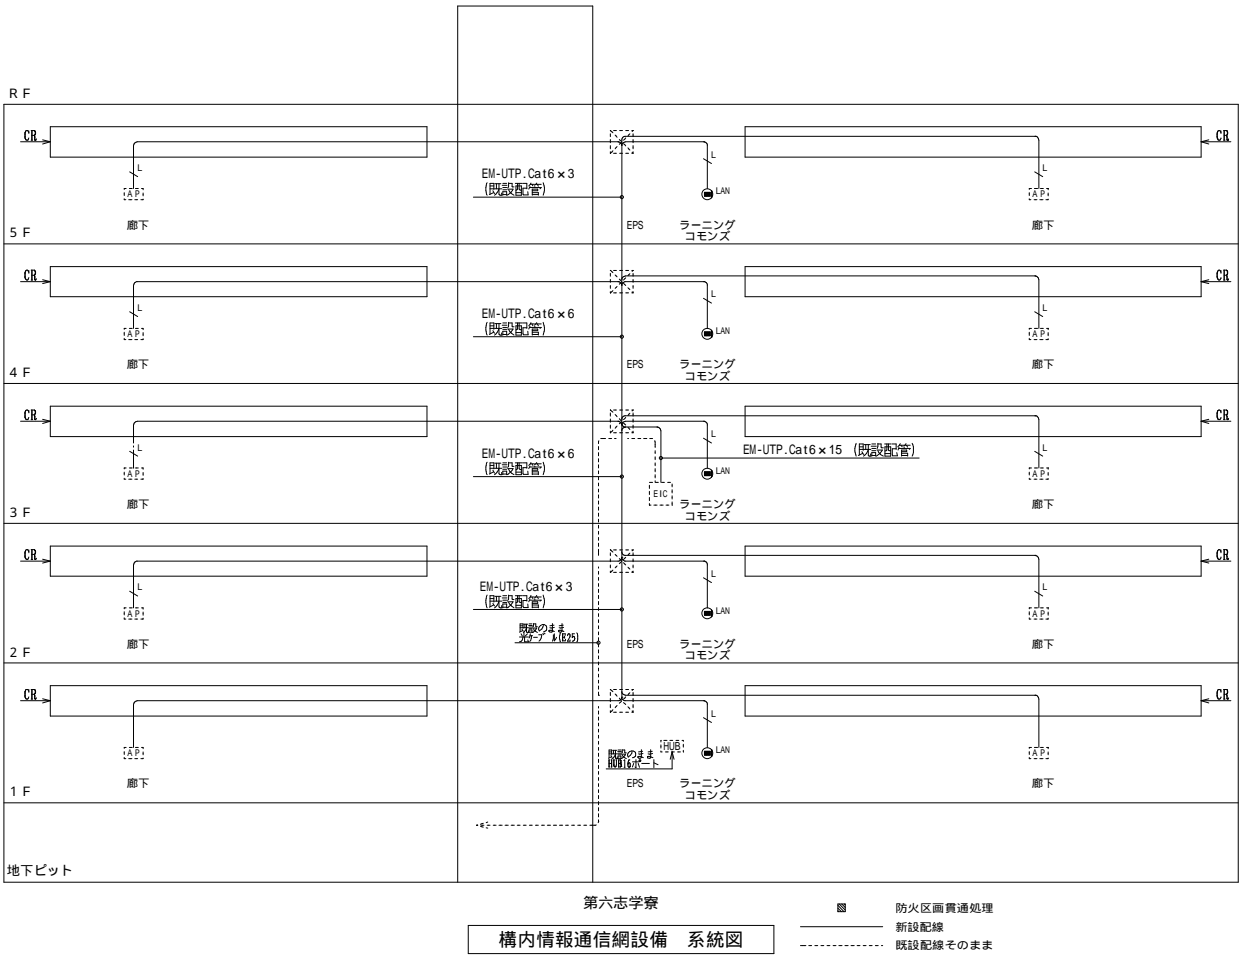 RF
CR
CR
L
L
L
AP
LAN
AP
EM-UTP.Cat6×3
(既設配管)
廊下
EPS
ラーニング
コモンズ
廊下
5F
CR
CR
L
L
L
AP
LAN
AP
EM-UTP.Cat6×6
(既設配管)
廊下
EPS
ラーニング
コモンズ
廊下
4F
CR
CR
L
L
L
AP
LAN
AP
EM-UTP.Cat6×6
(既設配管)
EM-UTP.Cat6×15 (既設配管)
EIC
廊下
ラーニング
コモンズ
廊下
3F
CR
CR
L
L
L
AP
LAN
AP
EM-UTP.Cat6×3
(既設配管)
既設のまま
光ケーブル(E25)
廊下
EPS
ラーニング
コモンズ
廊下
2F
CR
CR
L
AP
HUB
LAN
AP
既設のまま
HUB16ポート
廊下
EPS
ラーニング
コモンズ
廊下
1F
地下ピット
第六志学寮
構内情報通信網設備 系統図
防火区画貫通処理
新設配線
既設配線そのまま